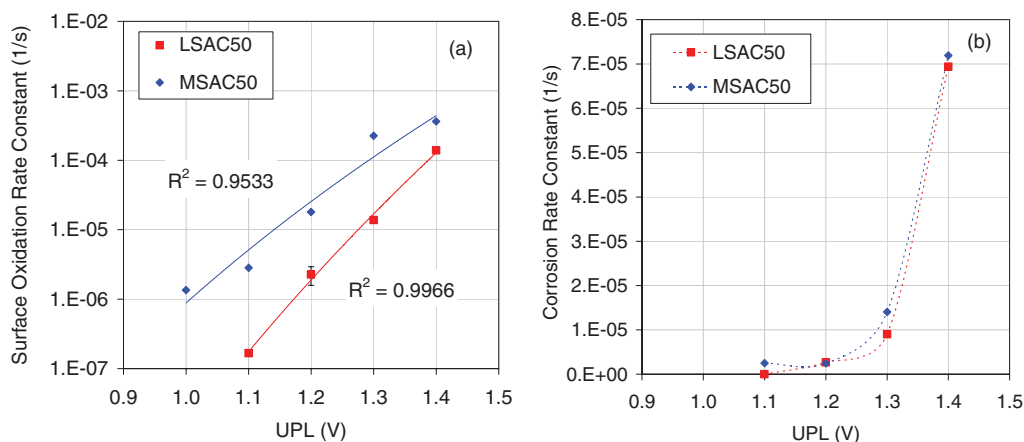 (a)
LSAC50
MSAC50
Surface Oxidation Rate Constant (1/s)
1.E-02
1.E-03
1.E-04
1.E-05
1.E-06
1.E-07
R² = 0.9533
R² = 0.9966
0.9 1.0 1.1 1.2 1.3 1.4 1.5
UPL (V)
(b)
LSAC50
MSAC50
Corrosion Rate Constant (1/s)
8.E-05
7.E-05
6.E-05
5.E-05
4.E-05
3.E-05
2.E-05
1.E-05
0.E+00
0.9 1.0 1.1 1.2 1.3 1.4 1.5
UPL (V)